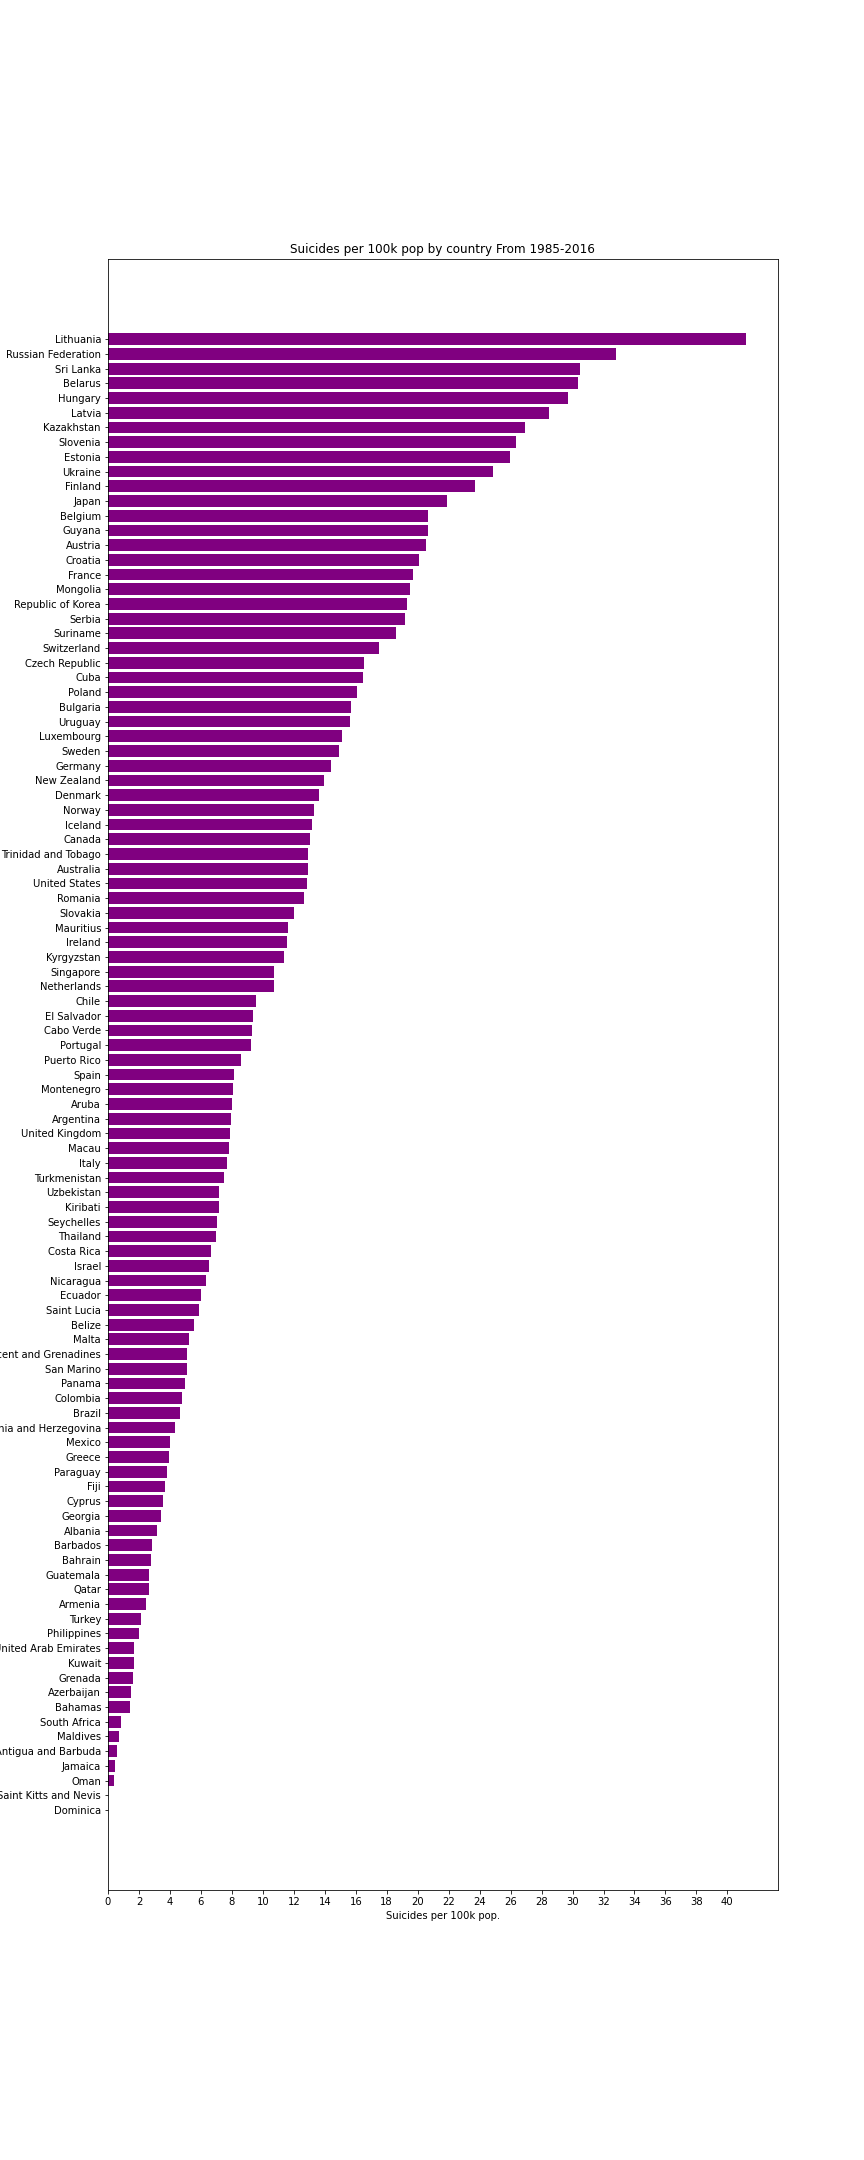 Suicides per 100k pop by country From 1985-2016
Lithuania
Russian Federation
Sri Lanka
Belarus
Hungary
Latvia
Kazakhstan
Slovenia
Estonia
Ukraine
Finland
Japan
Belgium
Guyana
Austria
Croatia
France
Mongolia
Republic of Korea
Serbia
Suriname
Switzerland
Czech Republic
Cuba
Poland
Bulgaria
Uruguay
Luxembourg
Sweden
Germany
New Zealand
Denmark
Norway
Iceland
Canada
Trinidad and Tobago
Australia
United States
Romania
Slovakia
Mauritius
Ireland
Kyrgyzstan
Singapore
Netherlands
Chile
El Salvador
Cabo Verde
Portugal
Puerto Rico
Spain
Montenegro
Aruba
Argentina
United Kingdom
Macau
Italy
Turkmenistan
Uzbekistan
Kiribati
Seychelles
Thailand
Costa Rica
Israel
Nicaragua
Ecuador
Saint Lucia
Belize
Malta
cent and Grenadines
San Marino
Panama
Colombia
Brazil
nia and Herzegovina
Mexico
Greece
Paraguay
Fiji
Cyprus
Georgia
Albania
Barbados
Bahrain
Guatemala
Qatar
Armenia
Turkey
Philippines
United Arab Emirates
Kuwait
Grenada
Azerbaijan
Bahamas
South Africa
Maldives
Antigua and Barbuda
Jamaica
Oman
Saint Kitts and Nevis
Dominica
0 2 4 6 8 10 12 14 16 18 20 22 24 26 28 30 32 34 36 38 40
Suicides per 100k pop.